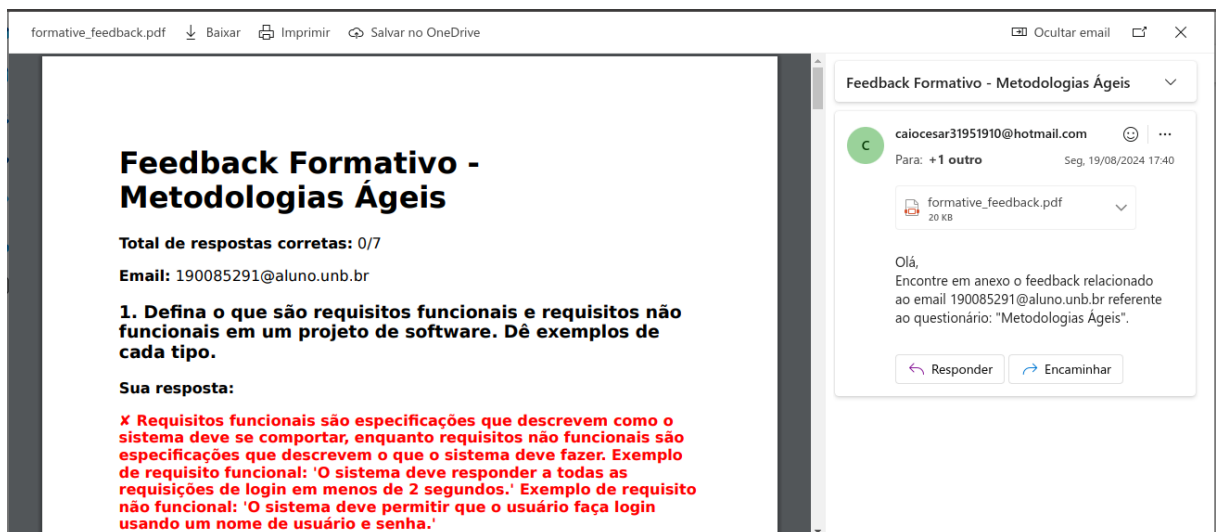 formative_feedback.pdf Baixar Imprimir Salvar no OneDrive Ocultar email
Feedback Formativo -
Metodologias Ágeis
Total de respostas corretas: 0/7
Email: 190085291@aluno.unb.br
1. Defina o que são requisitos funcionais e requisitos não
funcionais em um projeto de software. Dê exemplos de
cada tipo.
Sua resposta:
✘ Requisitos funcionais são especificações que descrevem como o
sistema deve se comportar, enquanto requisitos não funcionais são
especificações que descrevem o que o sistema deve fazer. Exemplo
de requisito funcional: 'O sistema deve responder a todas as
requisições de login em menos de 2 segundos.' Exemplo de requisito
não funcional: 'O sistema deve permitir que o usuário faça login
usando um nome de usuário e senha.'
Feedback Formativo - Metodologias Ágeis
C
caiocesar31951910@hotmail.com
Para: +1 outro Seg, 19/08/2024 17:40
formative_feedback.pdf
20 KB
Olá,
Encontre em anexo o feedback relacionado
ao email 190085291@aluno.unb.br referente
ao questionário: "Metodologias Ágeis".
Responder Encaminhar